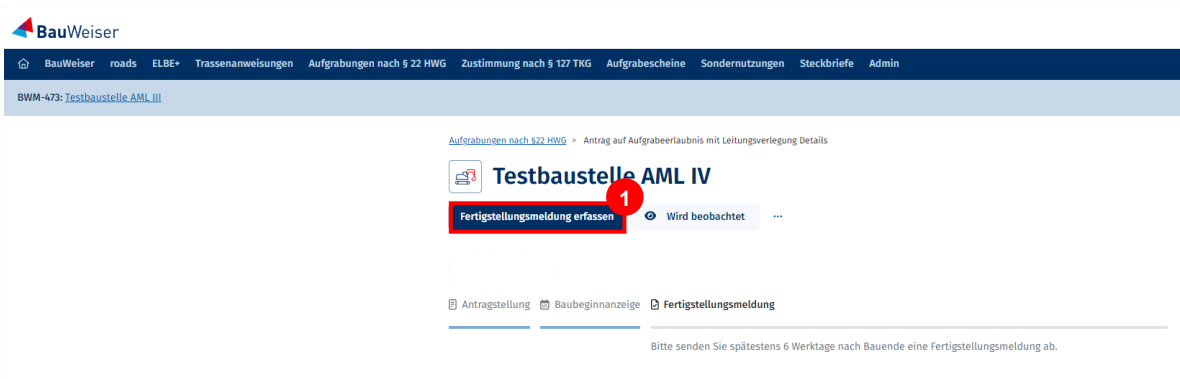 BauWeiser
BauWeiser roads ELBE+ Trassenanweisungen Aufgrabungen nach § 22 HWG Zustimmung nach § 127 TKG Aufgrabescheine Sondernutzungen Steckbriefe Admin
BWM-473: Testbaustelle AML III
Aufgrabungen nach §22 HWG > Antrag auf Aufgrabeerlaubnis mit Leitungsverlegung Details
Testbaustelle AML IV
1
Fertigstellungsmeldung erfassen Wird beobachtet ...
Antragstellung Baubeginnanzeige Fertigstellungsmeldung
Bitte senden Sie spätestens 6 Werktage nach Bauende eine Fertigstellungsmeldung ab.